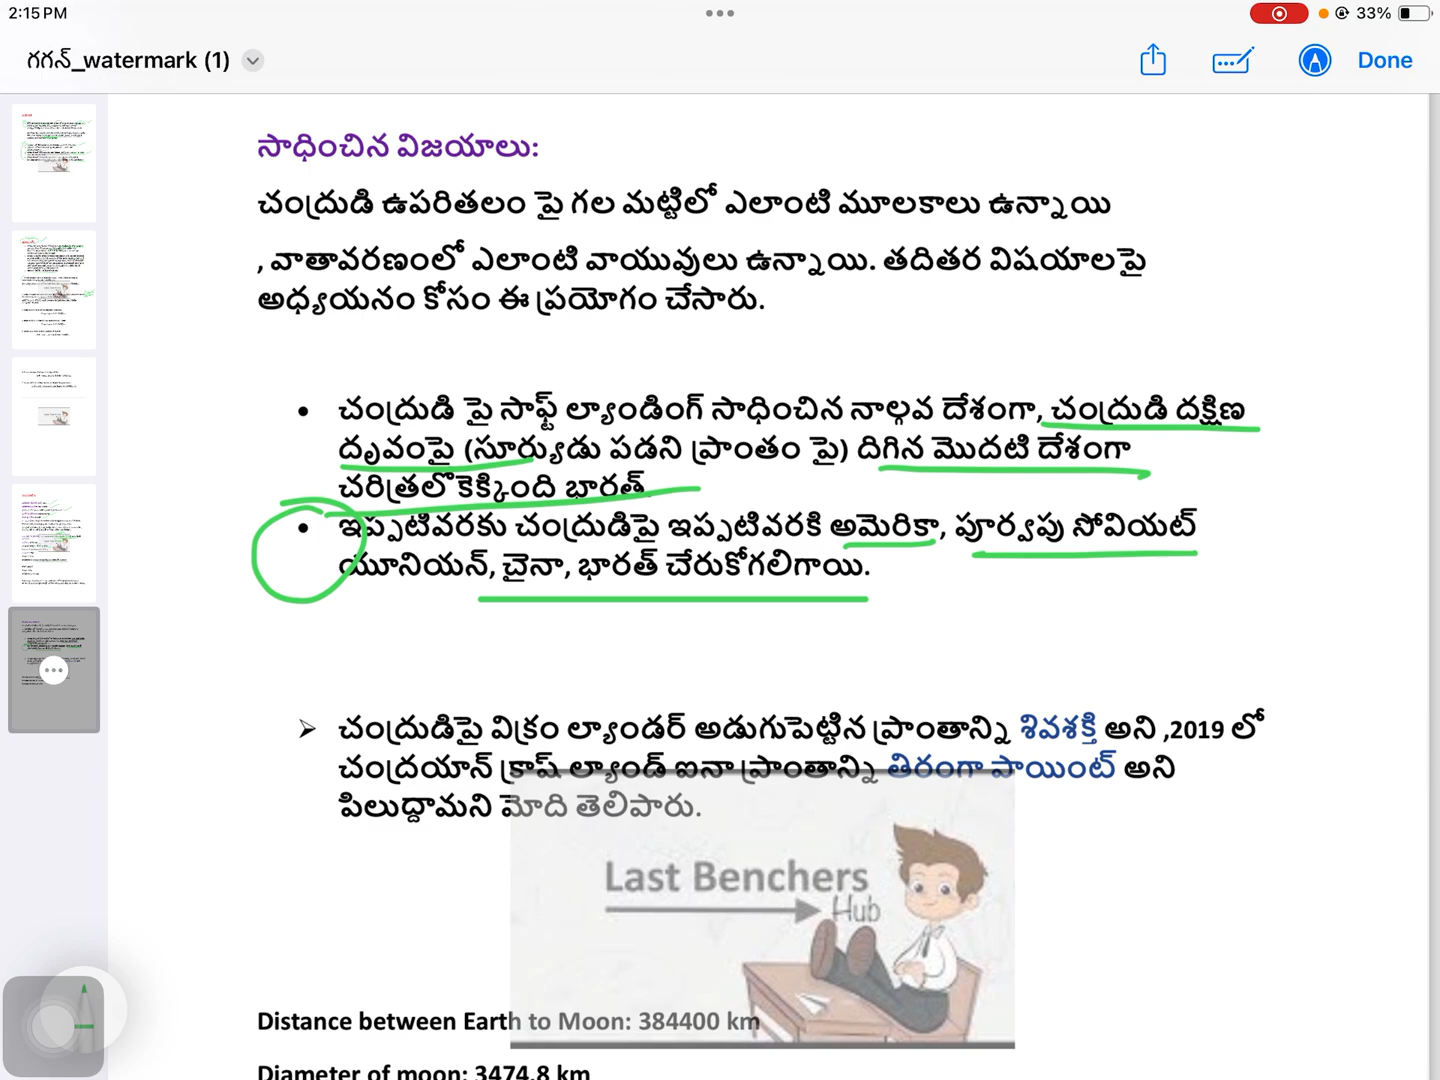 2:15 PM
33%
గగన్_watermark (1)
Done
సాధించిన విజయాలు:
చంద్రుడి ఉపరితలం పై గల మట్టిలో ఎలాంటి మూలకాలు ఉన్నాయి
, వాతావరణంలో ఎలాంటి వాయువులు ఉన్నాయి. తదితర విషయాలపై
అధ్యయనం కోసం ఈ ప్రయోగం చేసారు.
• చంద్రుడి పై సాఫ్ట్ ల్యాండింగ్ సాధించిన నాల్గవ దేశంగా, చంద్రుడి దక్షిణ
దృవంపై (సూర్యుడు పడని ప్రాంతం పై) దిగిన మొదటి దేశంగా
చరిత్రలొకెక్కింది భారత్.
• ఇప్పటివరకు చంద్రుడిపై ఇప్పటివరకి అమెరికా, పూర్వపు సోవియట్
యూనియన్, చైనా, భారత్ చేరుకోగలిగాయి.
➢ చంద్రుడిపై విక్రం ల్యాండర్ అడుగుపెట్టిన ప్రాంతాన్ని శివశక్తి అని ,2019 లో
చంద్రయాన్ క్రాష్ ల్యాండ్ ఐనా ప్రాంతాన్ని తిరంగా పాయింట్ అని
పిలుద్దామని మోది తెలిపారు.
Last Benchers
Hub
Distance between Earth to Moon: 384400 km
Diameter of moon: 3474.8 km